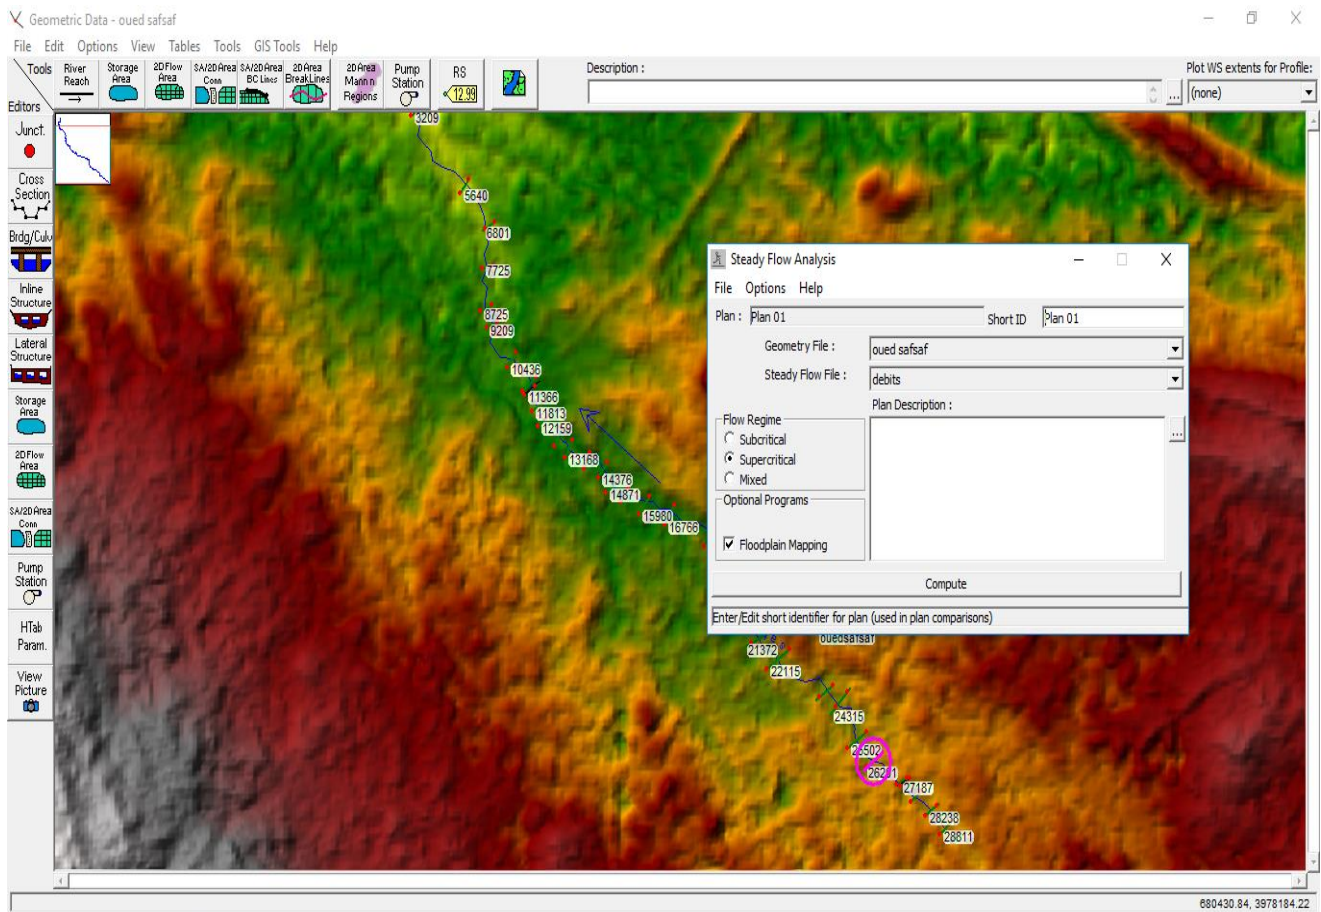 Geometric Data - oued safsaf
File Edit Options View Tables Tools GIS Tools Help
Tools
Editors
River
Reach
Storage
Area
2D Flow
Area
SA/2D Area
Conn
SA/2D Area
BC Lines
2D Area
BreakLines
2D Area
Mann n
Regions
Pump
Station
RS
12.99
Description :
...
Plot WS extents for Profile:
(none)
Junct.
Cross
Section
Brdg/Culv
Inline
Structure
Lateral
Structure
Storage
Area
2D Flow
Area
SA/2D Area
Conn
Pump
Station
HTab
Param.
View
Picture
3209
5640
6801
7725
8725
9209
10436
11366
11813
12159
13168
14376
14871
15980
16766
Steady Flow Analysis
File Options Help
Plan : Plan 01
Short ID Plan 01
Geometry File : oued safsaf
Steady Flow File : debits
Plan Description :
...
Flow Regime
Subcritical
Supercritical
Mixed
Optional Programs
Floodplain Mapping
Compute
Enter/Edit short identifier for plan (used in plan comparisons)
ouedsafsaf
21372
22115
24315
27187
28238
28811
680430.84, 3978184.22